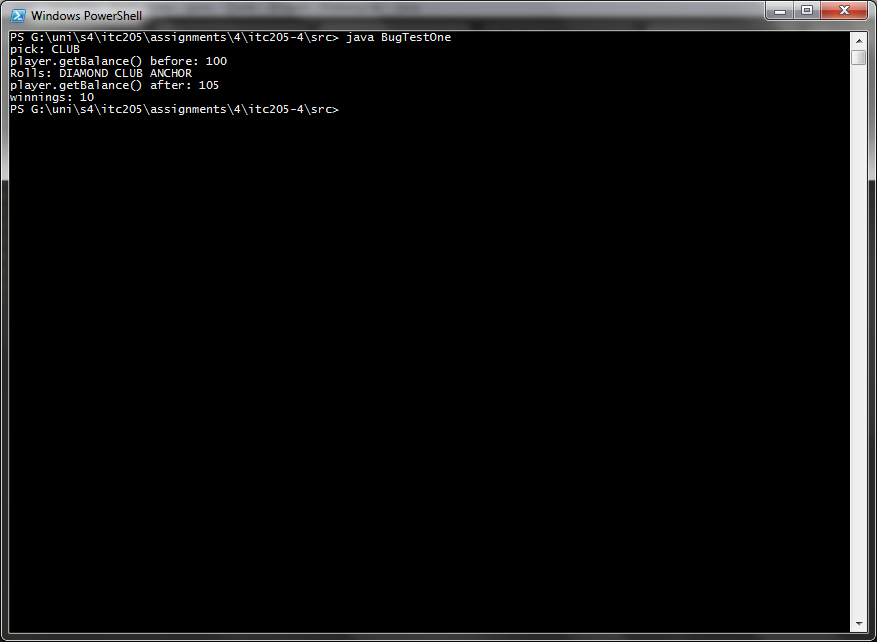 Windows PowerShell
PS G:\uni\s4\itc205\assignments\4\itc205-4\src> java BugTestOne
pick: CLUB
player.getBalance() before: 100
Rolls: DIAMOND CLUB ANCHOR
player.getBalance() after: 105
winnings: 10
PS G:\uni\s4\itc205\assignments\4\itc205-4\src>